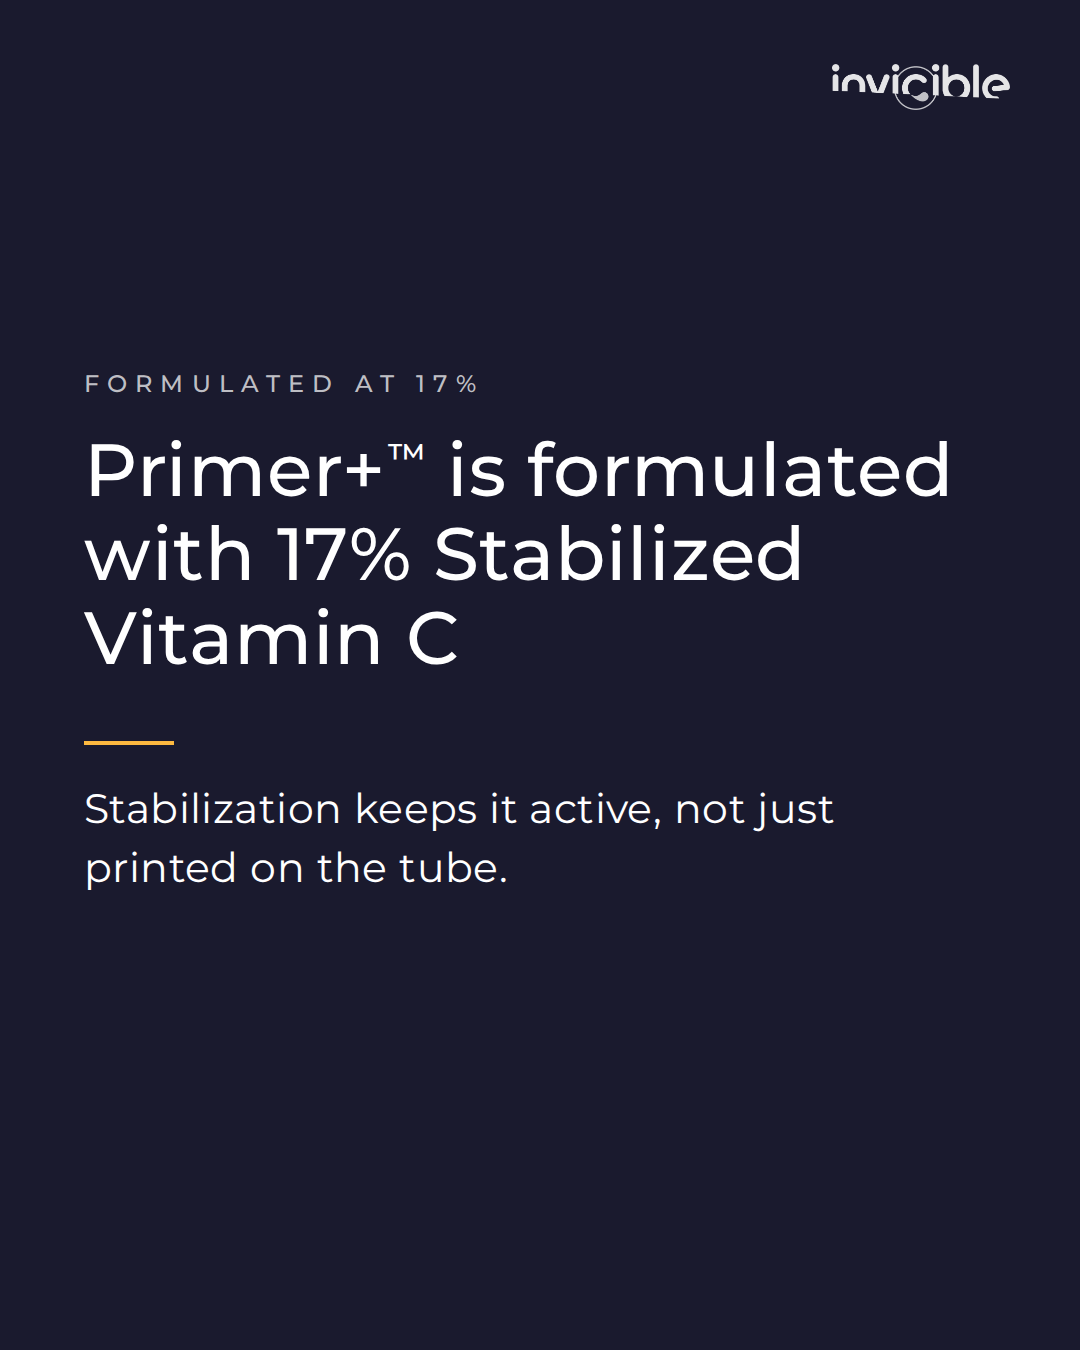 invicible
FORMULATED AT 17%
Primer+™ is formulated
with 17% Stabilized
Vitamin C
Stabilization keeps it active, not just
printed on the tube.